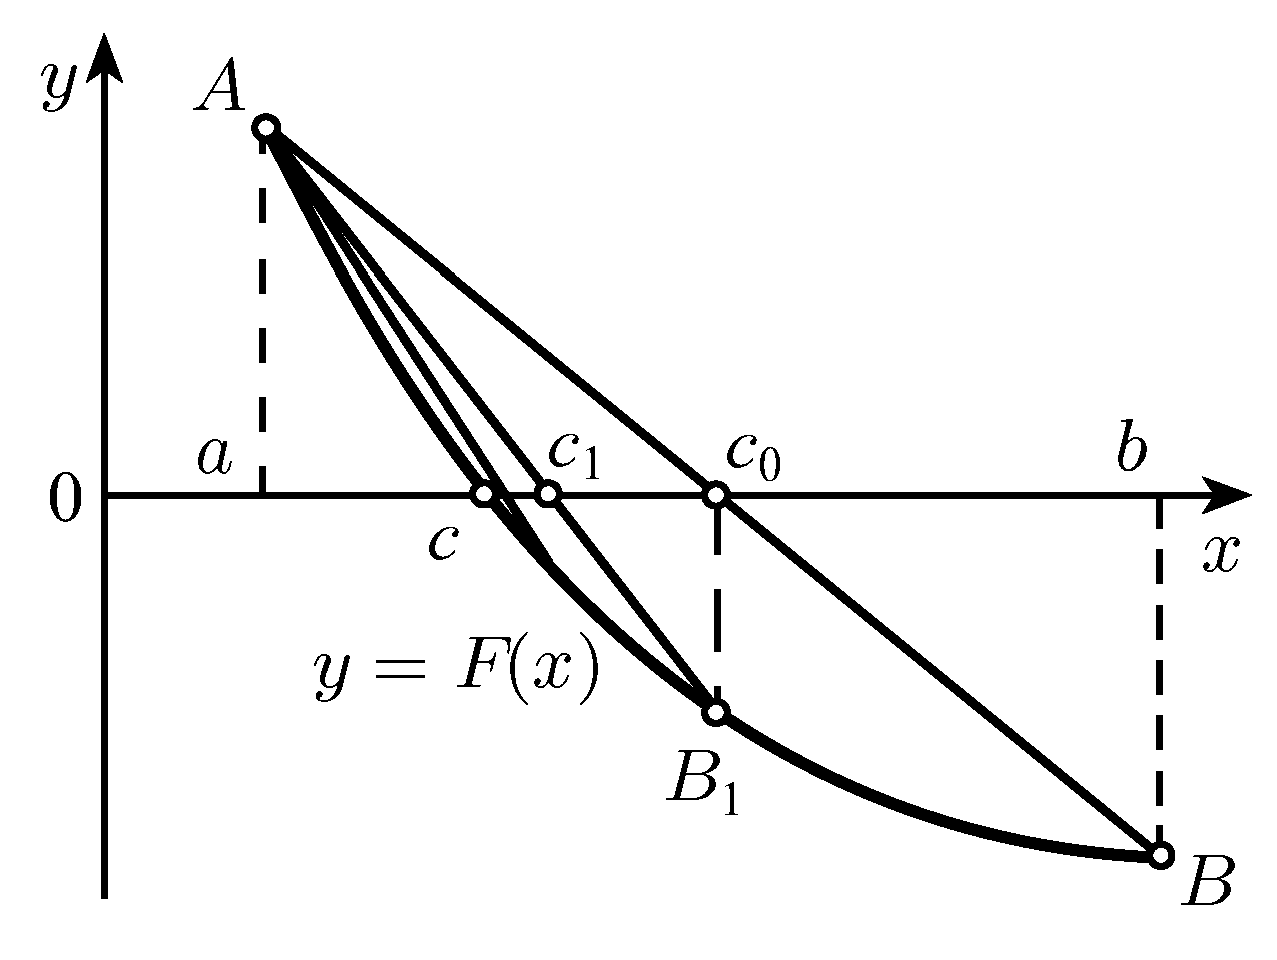 y
A
a
c₁
c₀
b
0
c
x
y = F(x)
B₁
B